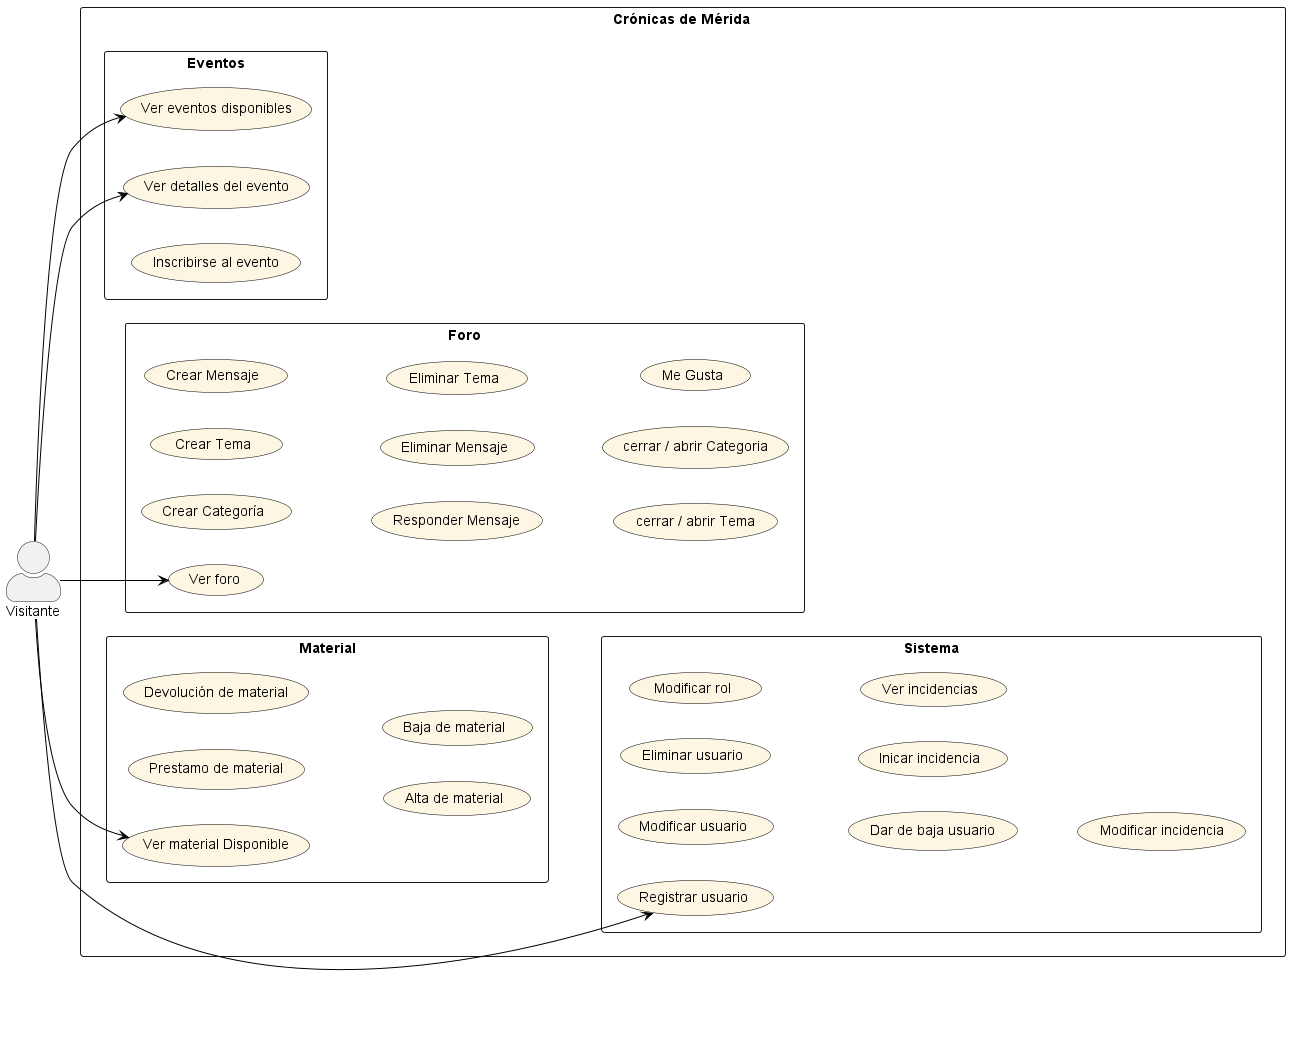 Crónicas de Mérida
Eventos
Ver eventos disponibles
Ver detalles del evento
Inscribirse al evento
Foro
Crear Mensaje
Eliminar Tema
Me Gusta
Crear Tema
Eliminar Mensaje
cerrar / abrir Categoria
Crear Categoría
Responder Mensaje
cerrar / abrir Tema
Ver foro
Visitante
Material
Devolución de material
Baja de material
Prestamo de material
Alta de material
Ver material Disponible
Sistema
Modificar rol
Ver incidencias
Eliminar usuario
Inicar incidencia
Modificar usuario
Dar de baja usuario
Modificar incidencia
Registrar usuario